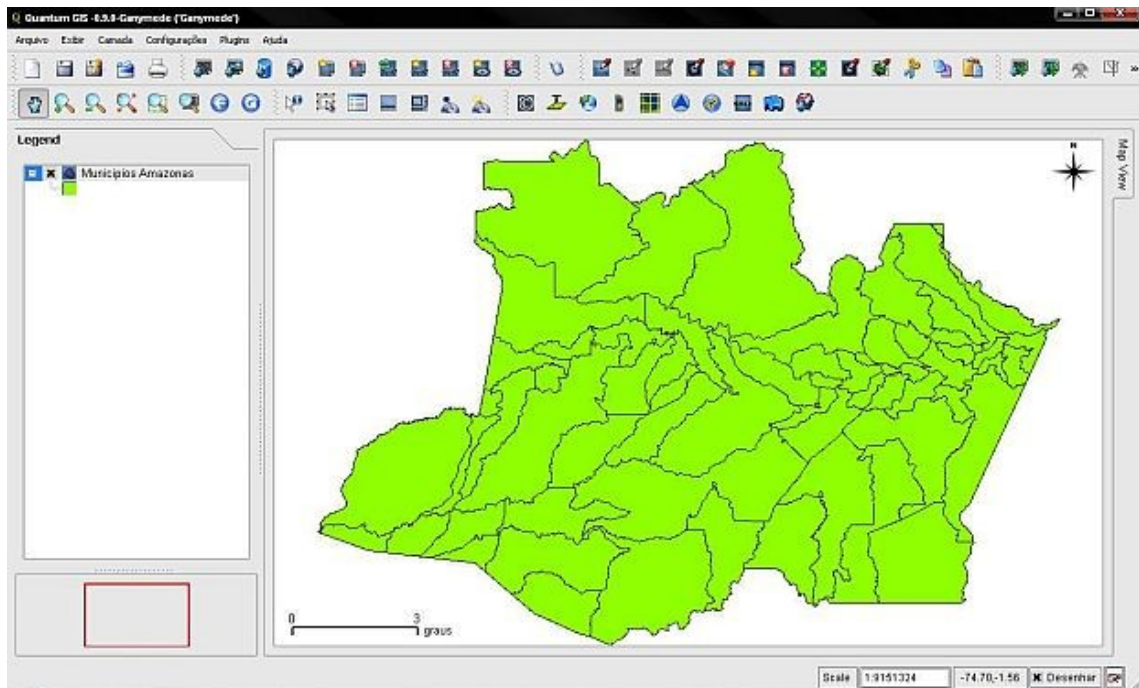 Quantum GIS -0.9.0-Ganymede ('Ganymede')
Arquivo Exibir Camada Configurações Plugins Ajuda
Legend
Municipios Amazonas
Map View
N
0 3
graus
Scale 1:9151324 -74.70,-1.56 Desenhar